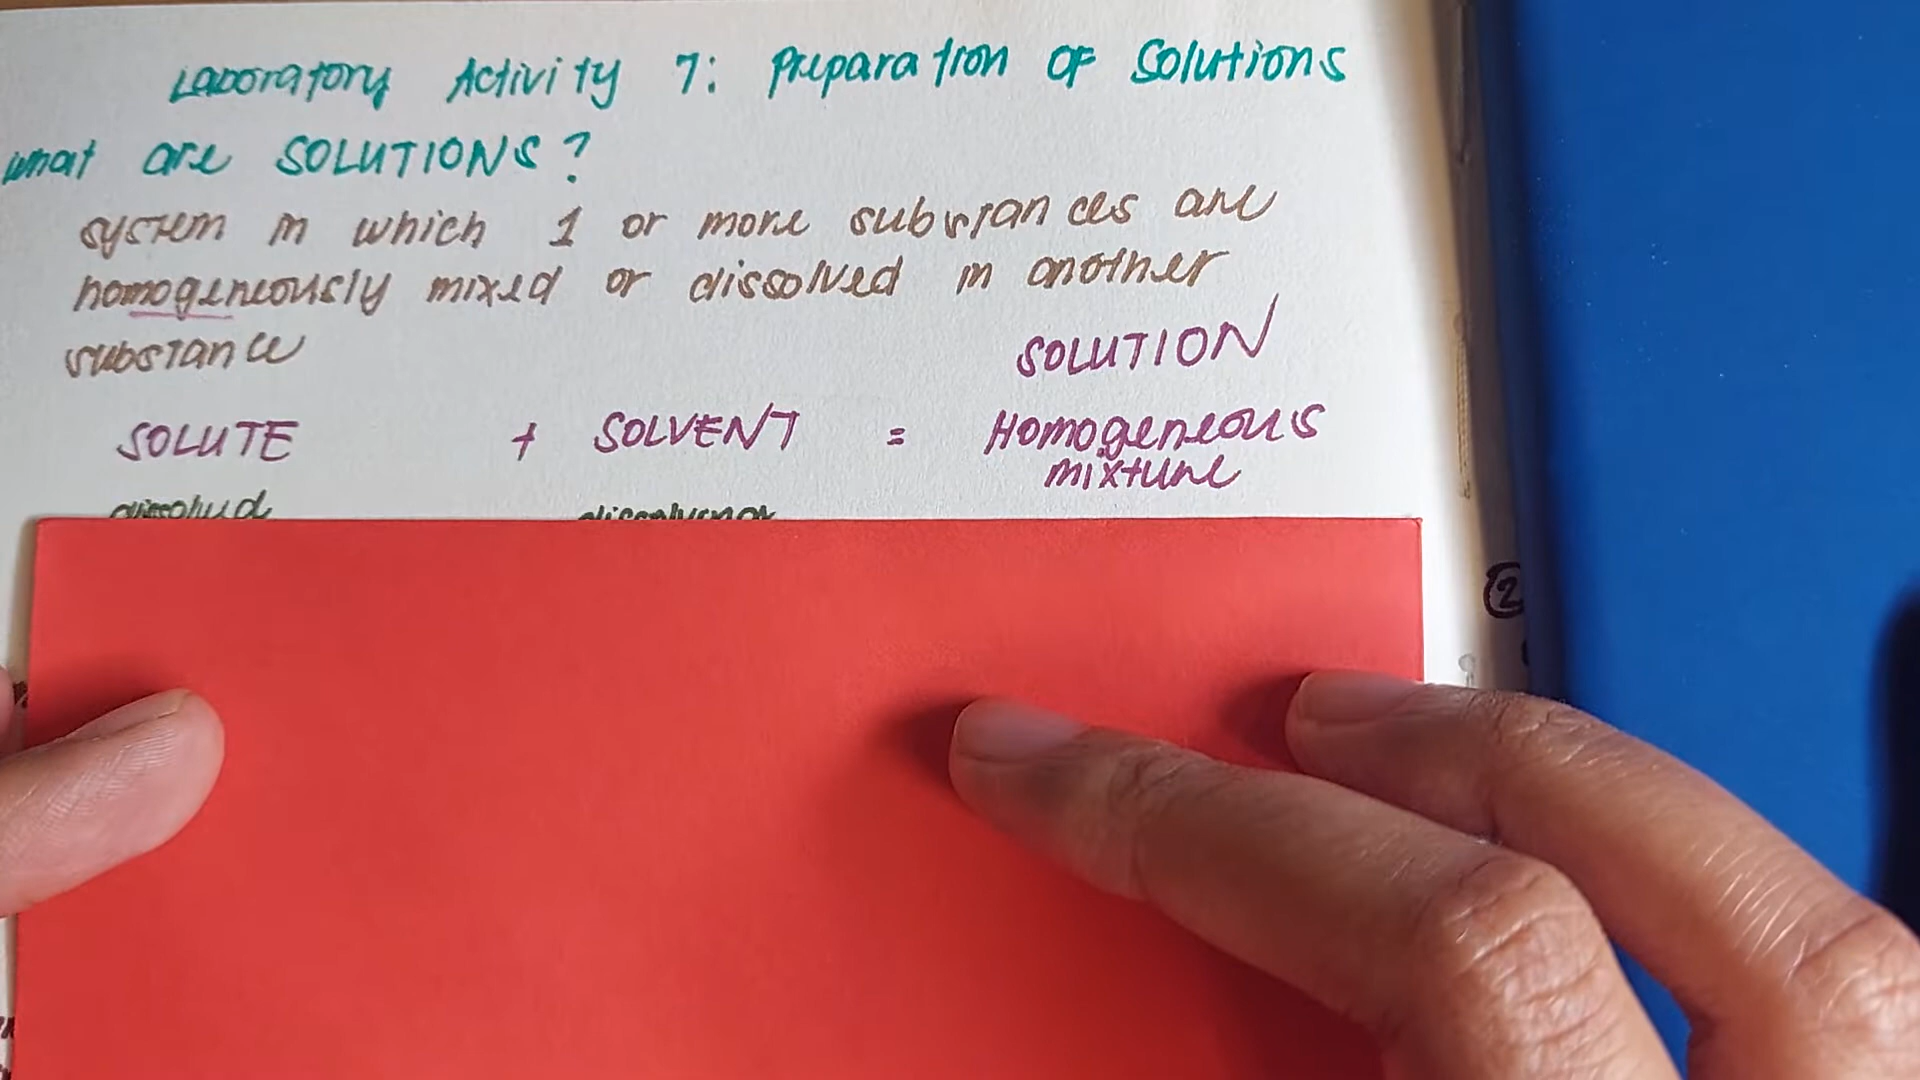 Laboratory Activity 7: Preparation of Solutions
what are SOLUTIONS?
system in which 1 or more substances are
homogeneously mixed or dissolved in another
substance
SOLUTION
SOLUTE + SOLVENT = Homogeneous
mixture
2